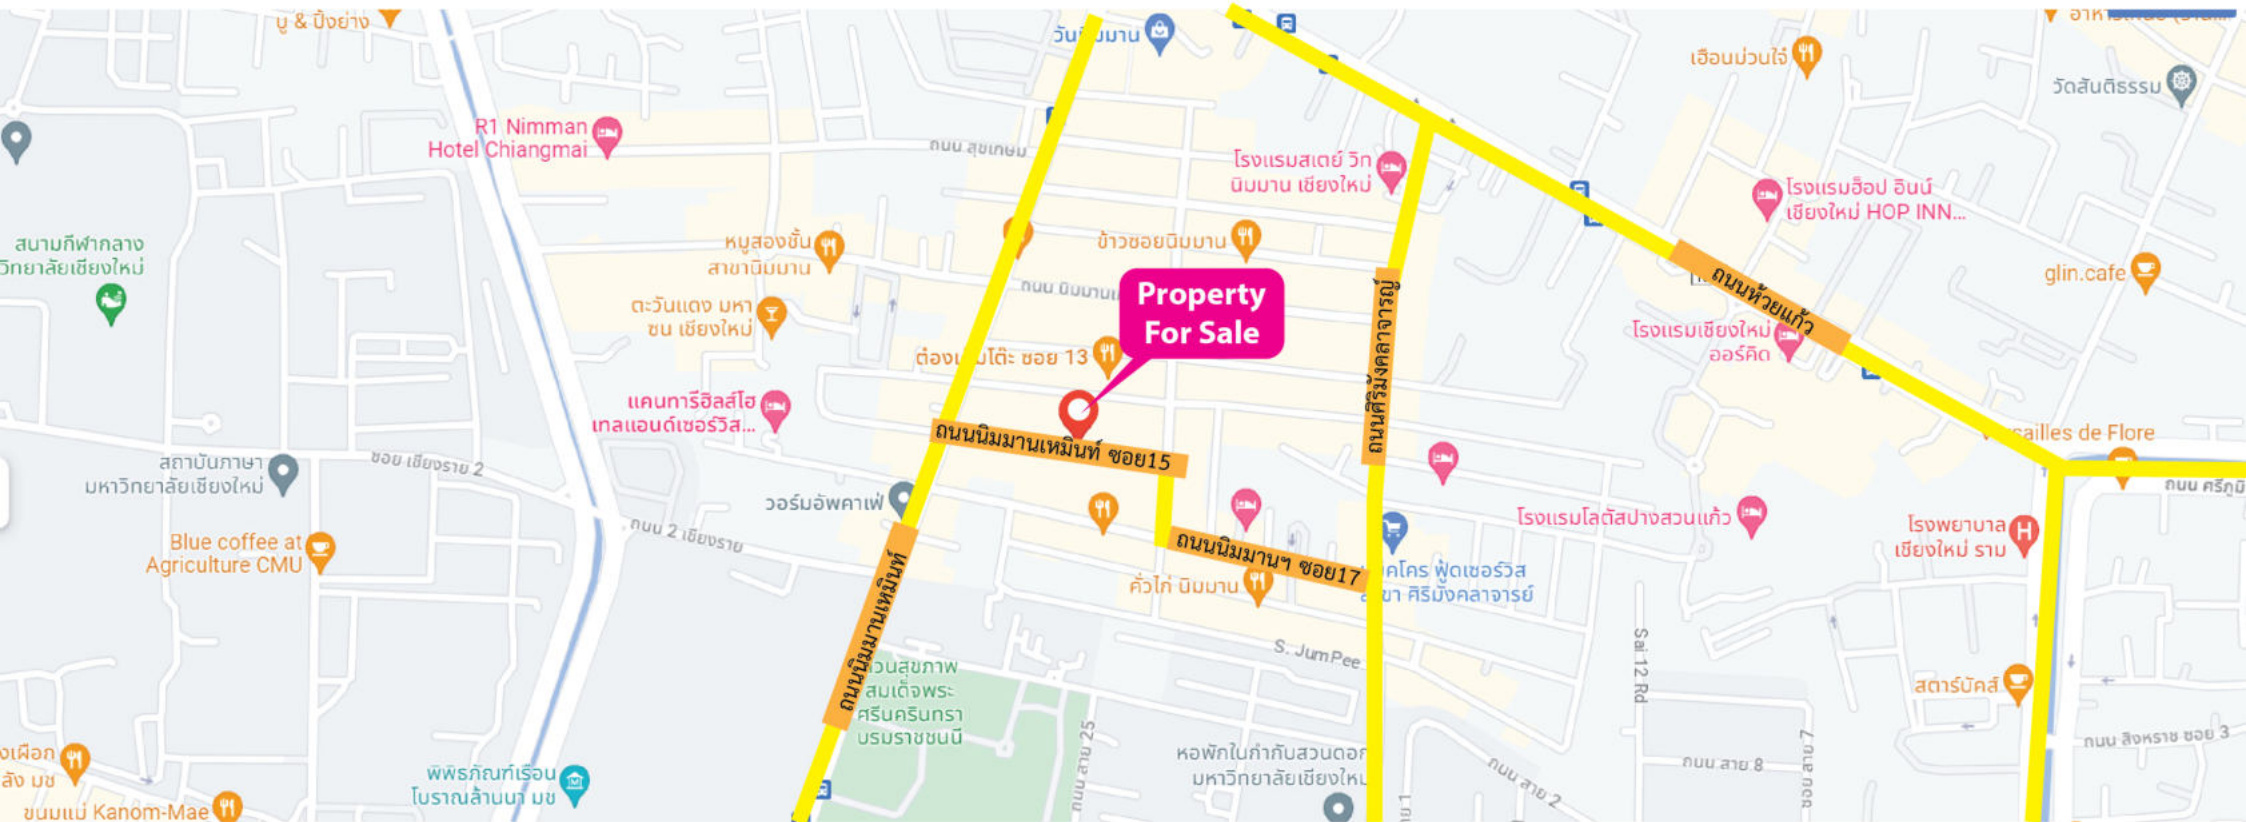 บู & ปิ้งย่าง
วันนิมมาน
เฮือนม่วนใจ๋
วัดสันติธรรม
R1 Nimman
Hotel Chiangmai
ถนน สุขเกษม
โรงแรมสเตย์ วิท
นิมมาน เชียงใหม่
โรงแรมฮ็อป อินน์
เชียงใหม่ HOP INN...
สนามกีฬากลาง
วิทยาลัยเชียงใหม่
หมูสองชั้น
สาขานิมมาน
ข้าวซอยนิมมาน
glin.cafe
ถนนห้วยแก้ว
ถนน นิมมาน
Property
For Sale
ตะวันแดง มหา
ชน เชียงใหม่
ถนนศิริมังคลาจารญ์
โรงแรมเชียงใหม่
ออร์คิด
ต๋อง โต๊ะ ซอย 13
แคนทารีฮิลส์โฮ
เทลแอนด์เซอร์วิส...
ถนนนิมมานเหมินท์ ซอย15
sailles de Flore
สถาบันภาษา
มหาวิทยาลัยเชียงใหม่
ซอย เชียงราย 2
ถนน ศรีภูมิ
วอร์มอัพคาเฟ่
ถนน 2 เชียงราย
โรงแรมโลตัสปางสวนแก้ว
โรงพยาบาล
เชียงใหม่ ราม
Blue coffee at
Agriculture CMU
ถนนนิมมานฯ ซอย17
คั่วไก่ นิมมาน
คโคร ฟู้ดเซอร์วิส
ขา ศิริมังคลาจารย์
ถนนนิมมานเหมินท์
S. JumPee
Sai 12 Rd
สวนสุขภาพ
สมเด็จพระ
ศรีนครินทรา
บรมราชชนนี
สตาร์บัคส์
ถนน สิงหราช ซอย 3
งเผือก
ลัง มช
พิพิธภัณฑ์เรือน
โบราณล้านนา มช
ถนน สาย 25
หอพักในกำกับสวนดอก
มหาวิทยาลัยเชียงใหม่
ถนน สาย 2
ถนน สาย 8
ซอย สาย 7
ขนมแม่ Kanom-Mae